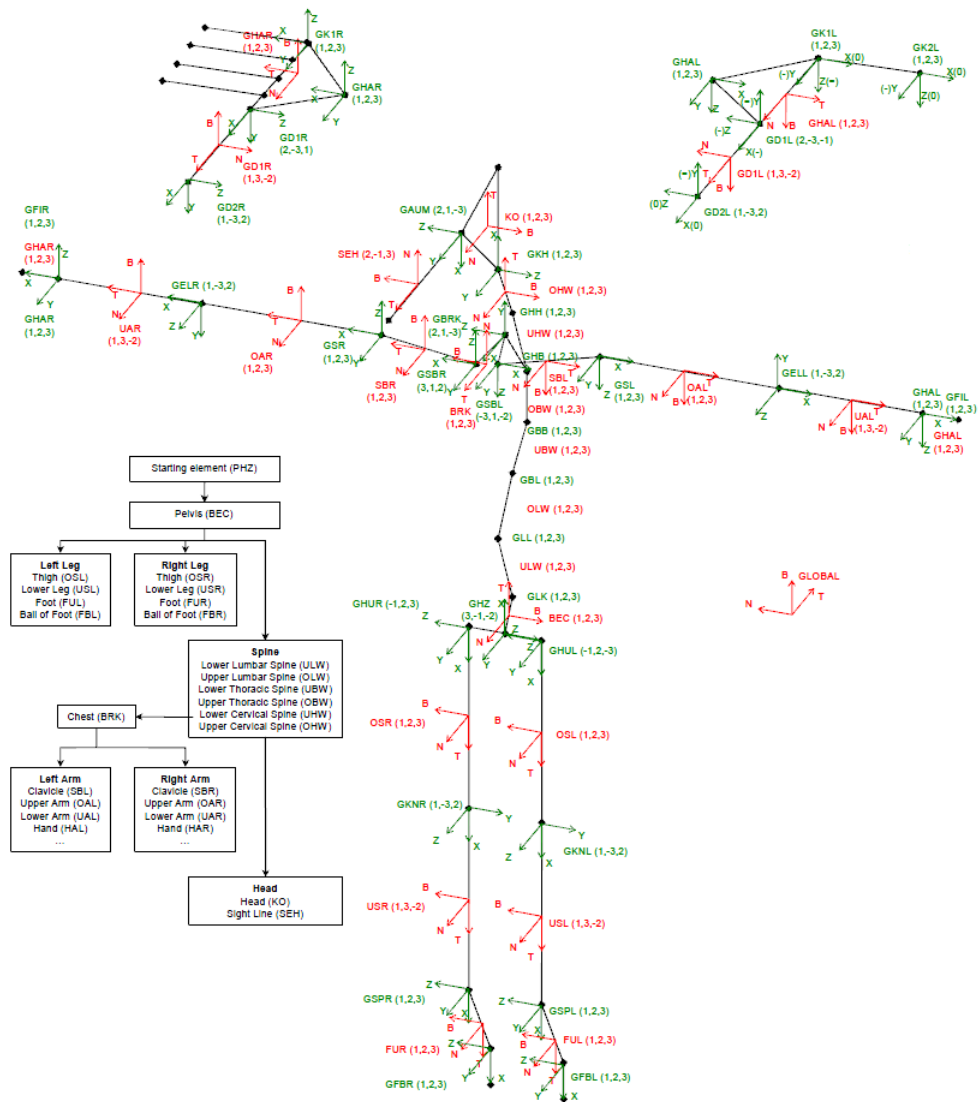 GHAR
(1,2,3)
B
Z
X
GK1R
(1,2,3)
T
N
Y
Z
X
GHAR
(1,2,3)
Y
X
Y
Z
B
GD1R
(2,-3,1)
N
T
GD1R
(1,3,-2)
X
Z
Y
GD2R
(1,-3,2)
GK1L
(1,2,3)
GK2L
(1,2,3)
GHAL
(1,2,3)
X(0)
X(0)
(-)Y
Z(=)
(-)Y
Z(0)
X
Y
Z
(=)Y
T
N
B
GHAL (1,2,3)
(-)Z
GD1L (2,-3,-1)
N
X(-)
T
B
GD1L (1,3,-2)
(=)Y
(0)Z
GD2L (1,-3,2)
X(0)
GFIR
(1,2,3)
GHAR
(1,2,3)
Z
X
Y
GHAR
(1,2,3)
B
T
N
UAR
(1,3,-2)
GELR (1,-3,2)
X
Z
Y
B
T
N
OAR
(1,2,3)
Z
X
Y
GSR
(1,2,3)
B
T
N
SBR
(1,2,3)
GAUM (2,1,-3)
Z
Y
X
T
KO (1,2,3)
B
N
SEH (2,-1,3)
N
B
T
X
GKH (1,2,3)
Z
Y
T
OHW (1,2,3)
B
N
GHH (1,2,3)
UHW (1,2,3)
GBRK
(2,1,-3)
Y
Z
X
N
B
T
BRK
(1,2,3)
Z
X
Y
GSBR
(3,1,2)
GHB (1,2,3)
X
Y
Z
GSBL
(-3,1,-2)
SBL
(1,2,3)
T
N
B
OBW (1,2,3)
X
Y
Z
GSL
(1,2,3)
OAL
(1,2,3)
T
N
B
GELL (1,-3,2)
Y
X
Z
UAL
(1,3,-2)
T
N
B
GHAL
(1,2,3)
GFIL
(1,2,3)
X
Y
Z
GHAL
(1,2,3)
GBB (1,2,3)
UBW (1,2,3)
GBL (1,2,3)
OLW (1,2,3)
GLL (1,2,3)
ULW (1,2,3)
GLK (1,2,3)
Starting element (PHZ)
Pelvis (BEC)
Left Leg
Thigh (OSL)
Lower Leg (USL)
Foot (FUL)
Ball of Foot (FBL)
Right Leg
Thigh (OSR)
Lower Leg (USR)
Foot (FUR)
Ball of Foot (FBR)
Spine
Lower Lumbar Spine (ULW)
Upper Lumbar Spine (OLW)
Lower Thoracic Spine (UBW)
Upper Thoracic Spine (OBW)
Lower Cervical Spine (UHW)
Upper Cervical Spine (OHW)
Chest (BRK)
Left Arm
Clavicle (SBL)
Upper Arm (OAL)
Lower Arm (UAL)
Hand (HAL)
...
Right Arm
Clavicle (SBR)
Upper Arm (OAR)
Lower Arm (UAR)
Hand (HAR)
...
Head
Head (KO)
Sight Line (SEH)
B
GLOBAL
N
T
GHUR (-1,2,3)
Z
Y
X
GHZ
(3,-1,-2)
X
Z
Y
T
B
N
BEC (1,2,3)
GHUL (-1,2,-3)
Z
Y
X
OSR (1,2,3)
B
N
T
OSL (1,2,3)
B
N
T
GKNR (1,-3,2)
Y
Z
X
GKNL (1,-3,2)
Y
Z
X
USR (1,3,-2)
B
N
T
USL (1,3,-2)
B
N
T
GSPR (1,2,3)
Z
Y
X
GSPL (1,2,3)
Z
Y
X
FUR (1,2,3)
B
N
T
FUL (1,2,3)
B
N
T
GFBR (1,2,3)
Z
Y
X
GFBL (1,2,3)
Z
Y
X